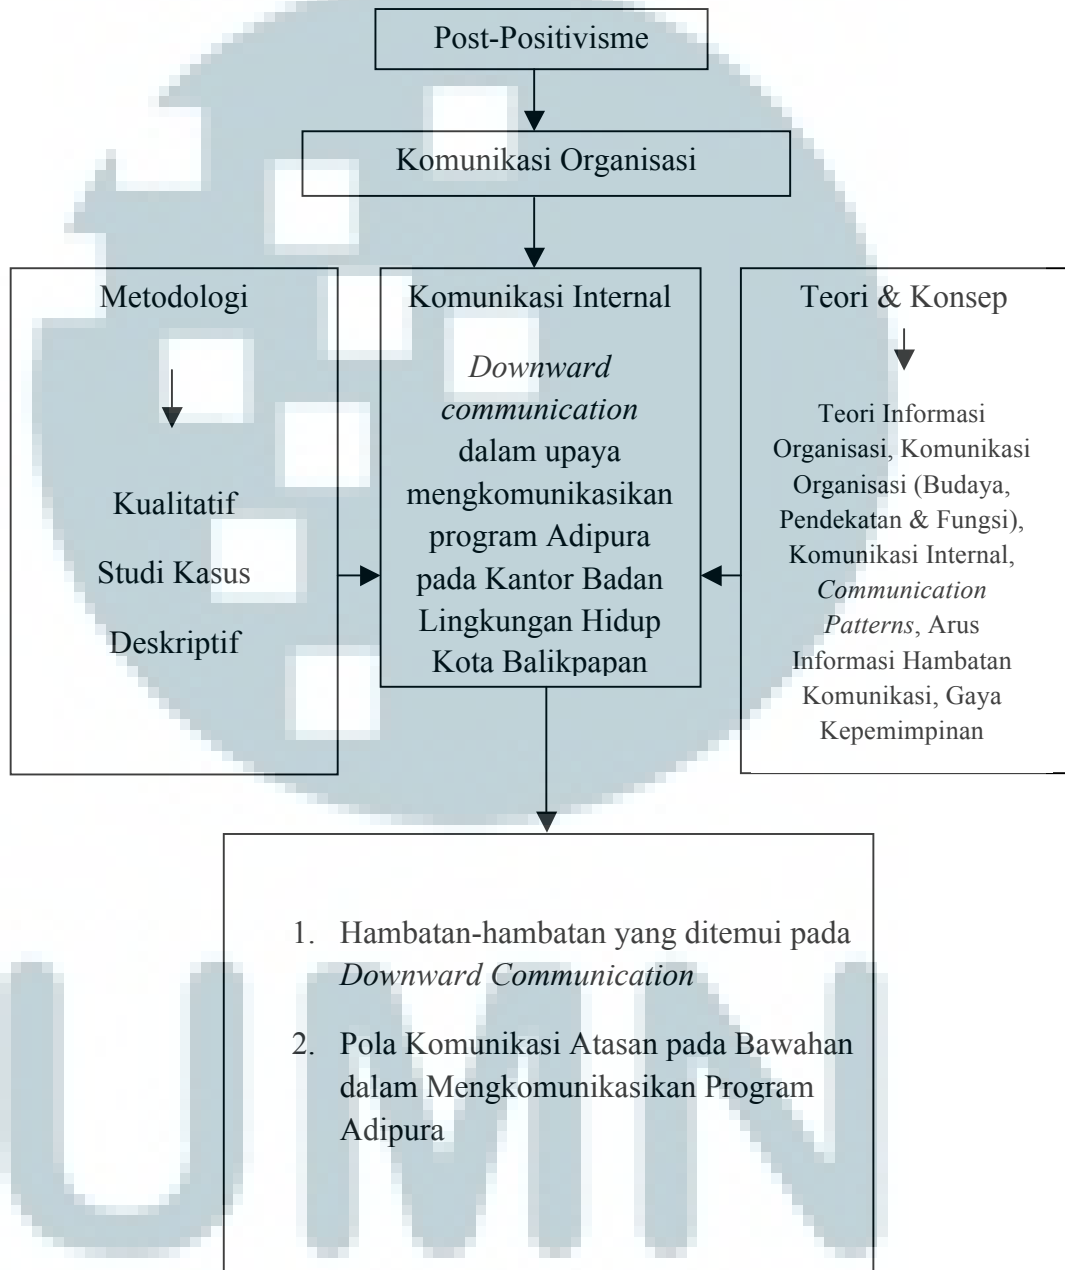 Post-Positivisme
Komunikasi Organisasi
Metodologi
Kualitatif
Studi Kasus
Deskriptif
Komunikasi Internal
Downward
communication
dalam upaya
mengkomunikasikan
program Adipura
pada Kantor Badan
Lingkungan Hidup
Kota Balikpapan
Teori & Konsep
Teori Informasi
Organisasi, Komunikasi
Organisasi (Budaya,
Pendekatan & Fungsi),
Komunikasi Internal,
Communication
Patterns, Arus
Informasi Hambatan
Komunikasi, Gaya
Kepemimpinan
1. Hambatan-hambatan yang ditemui pada
Downward Communication
2. Pola Komunikasi Atasan pada Bawahan
dalam Mengkomunikasikan Program
Adipura
UMN